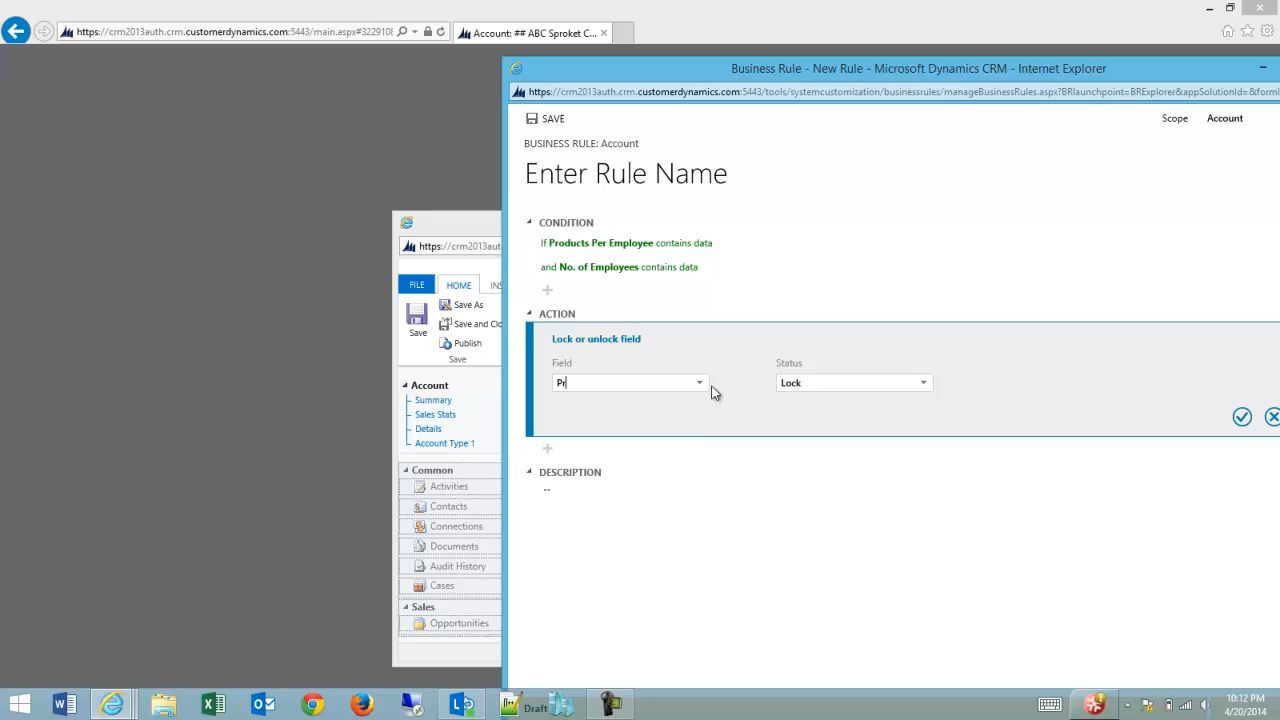 https://crm2013auth.crm.customerdynamics.com:5443/main.aspx#3229108
Account: ## ABC Sproket C...
Business Rule - New Rule - Microsoft Dynamics CRM - Internet Explorer
https://crm2013auth.crm.customerdynamics.com:5443/tools/systemcustomization/businessrules/manageBusinessRules.aspx?BRlaunchpoint=BRExplorer&appSolutionId=&forml
SAVE
Scope
Account
BUSINESS RULE: Account
Enter Rule Name
CONDITION
If Products Per Employee contains data
and No. of Employees contains data
ACTION
Lock or unlock field
Field
Status
Pr
Lock
DESCRIPTION
--
https://crm2013auth
FILE
HOME
INS
Save
Save As
Save and Clo
Publish
Save
Account
Summary
Sales Stats
Details
Account Type 1
Common
Activities
Contacts
Connections
Documents
Audit History
Cases
Sales
Opportunities
Draft
10:12 PM
4/20/2014